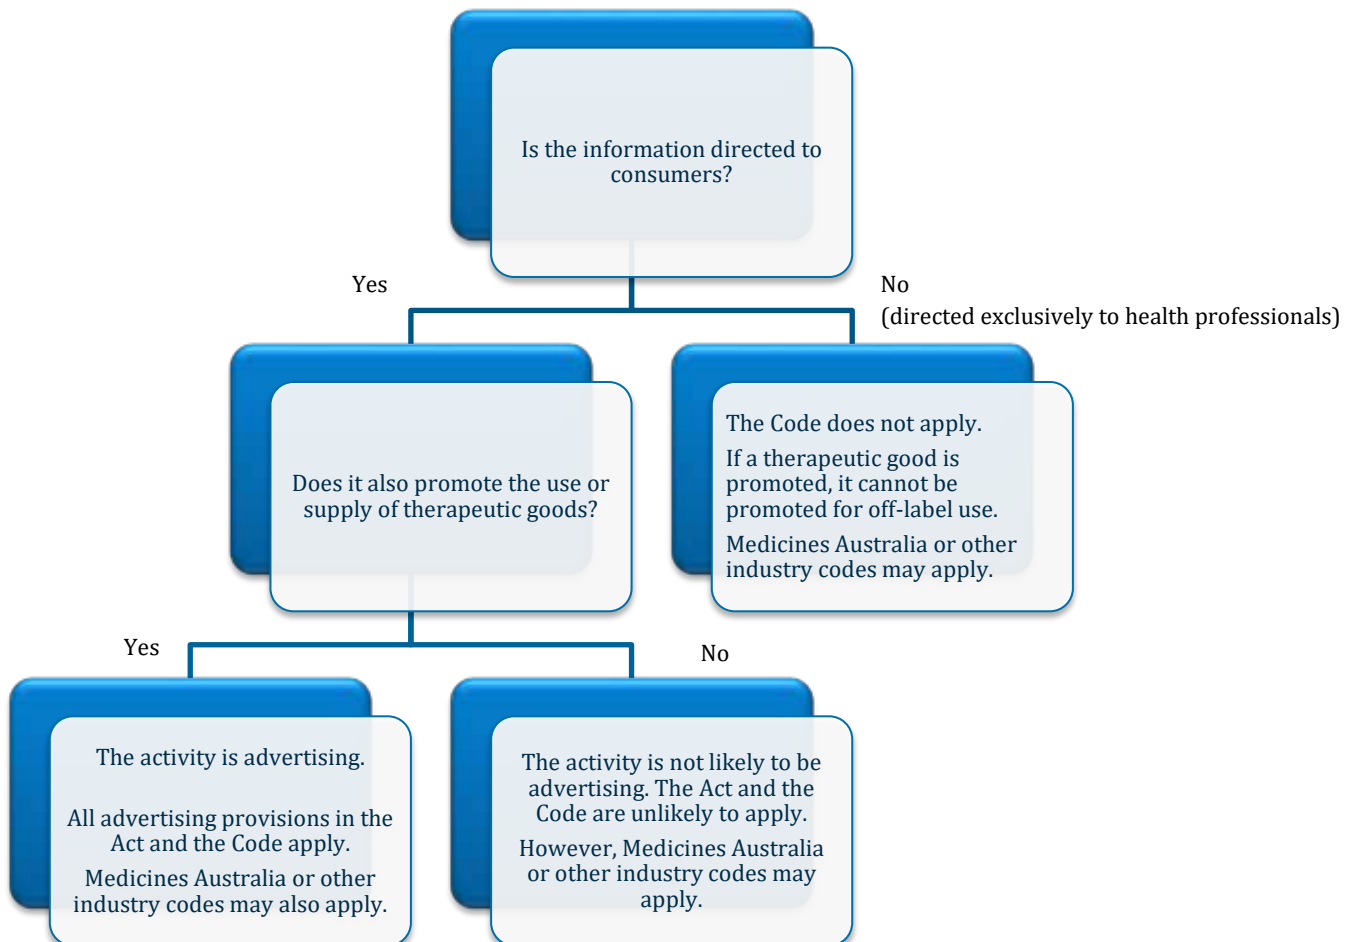 Is the information directed to
consumers?
Yes
No
(directed exclusively to health professionals)
Does it also promote the use or
supply of therapeutic goods?
The Code does not apply.
If a therapeutic good is
promoted, it cannot be
promoted for off-label use.
Medicines Australia or other
industry codes may apply.
Yes
No
The activity is advertising.
All advertising provisions in the
Act and the Code apply.
Medicines Australia or other
industry codes may also apply.
The activity is not likely to be
advertising. The Act and the
Code are unlikely to apply.
However, Medicines Australia
or other industry codes may
apply.